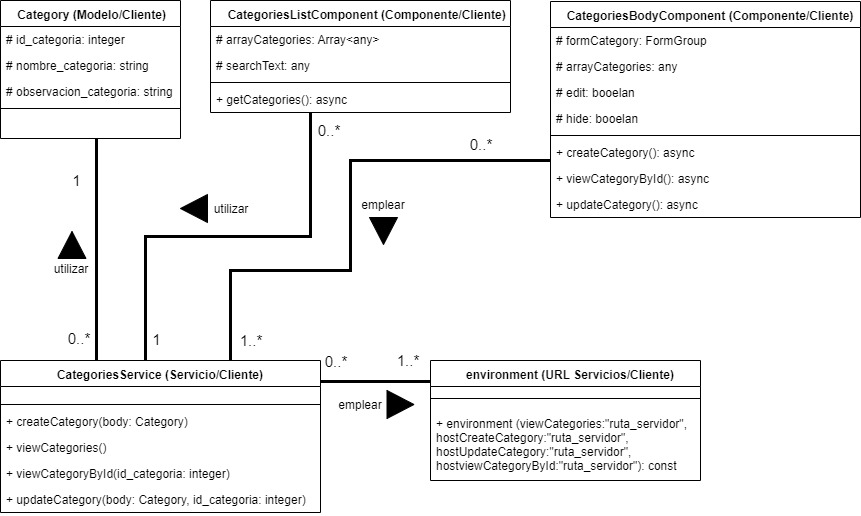 Category (Modelo/Cliente)
# id_categoria: integer
# nombre_categoria: string
# observacion_categoria: string
CategoriesListComponent (Componente/Cliente)
# arrayCategories: Array<any>
# searchText: any
+ getCategories(): async
CategoriesBodyComponent (Componente/Cliente)
# formCategory: FormGroup
# arrayCategories: any
# edit: booelan
# hide: booelan
+ createCategory(): async
+ viewCategoryById(): async
+ updateCategory(): async
0..*
0..*
1
utilizar
emplear
utilizar
0..*
1
1..*
0..*
1..*
emplear
CategoriesService (Servicio/Cliente)
+ createCategory(body: Category)
+ viewCategories()
+ viewCategoryById(id_categoria: integer)
+ updateCategory(body: Category, id_categoria: integer)
environment (URL Servicios/Cliente)
+ environment (viewCategories:"ruta_servidor",
hostCreateCategory:"ruta_servidor",
hostUpdateCategory:"ruta_servidor",
hostviewCategoryById:"ruta_servidor"): const